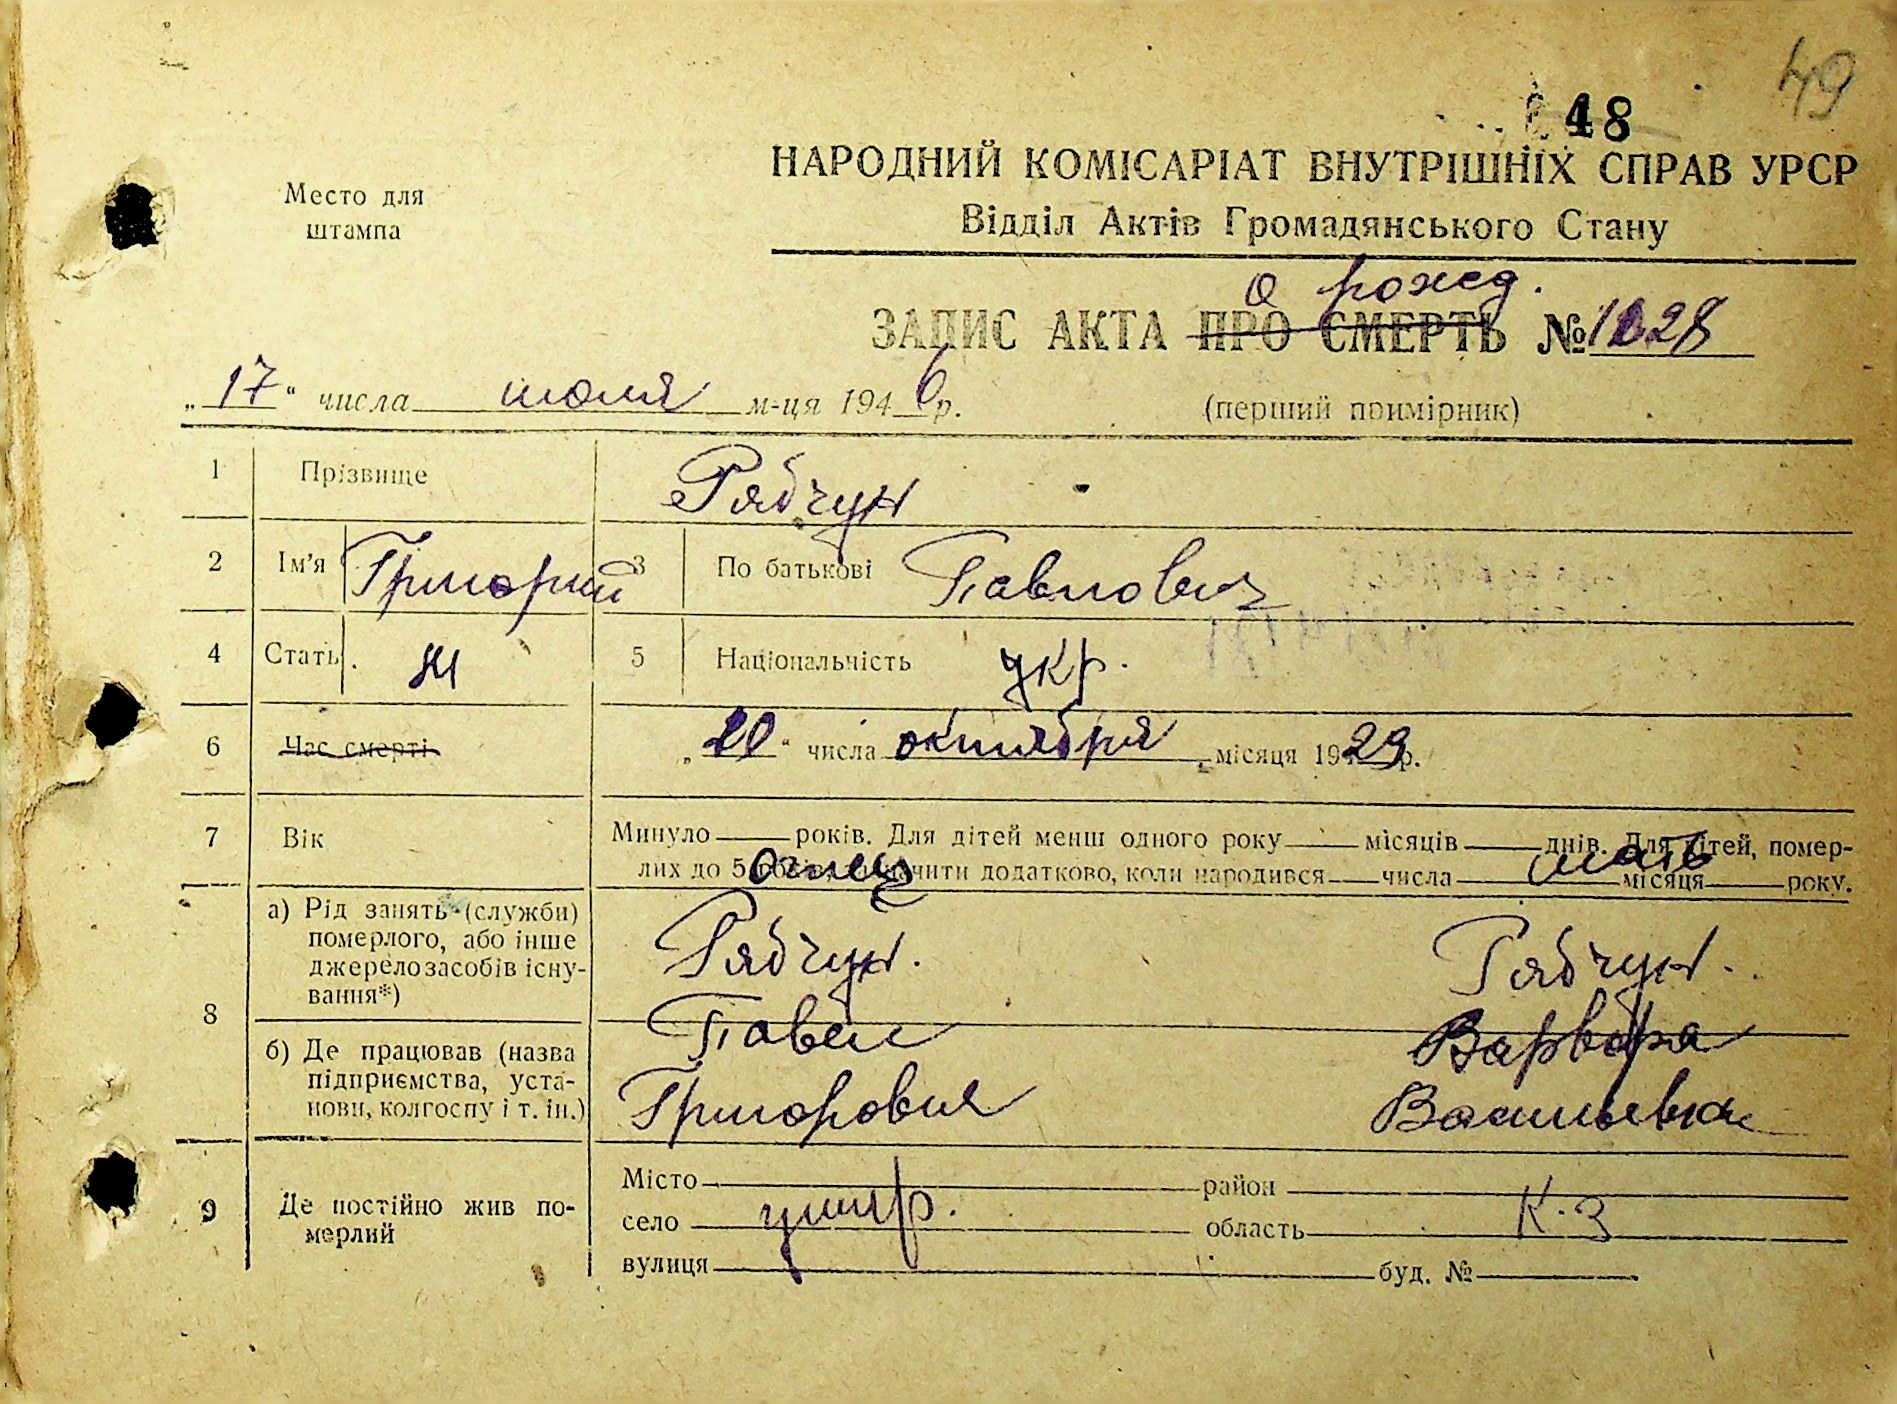 49
48
НАРОДНИЙ КОМІСАРІАТ ВНУТРІШНІХ СПРАВ УРСР
Место для
штампа
Відділ Актів Громадянського Стану
о рожд.
ЗАПИС АКТА ПРО СМЕРТЬ № 1028
„17" числа июля м-ця 1946 р. (перший примірник)
1 Прізвище Рябчун
2 Ім'я Григорий 3 По батькові Павлович
4 Стать М 5 Національність укр.
6 Час смерті „20" числа октября місяця 1929 р.
7 Вік Минуло років. Для дітей менш одного року місяців днів. Для дітей, помер-
лих до 5 років, зазначити додатково, коли народився числа місяця року.
отец мать
8 а) Рід занять (служби)
померлого, або інше
джерело засобів існу-
вання*)
Рябчун. Рябчун.
Павел Варвара
б) Де працював (назва
підприємства, уста-
нови, колгоспу і т. ін.)
Григорович Васильевна
9 Де постійно жив по-
мерлий
Місто район
село умер. область К-З
вулиця буд. №